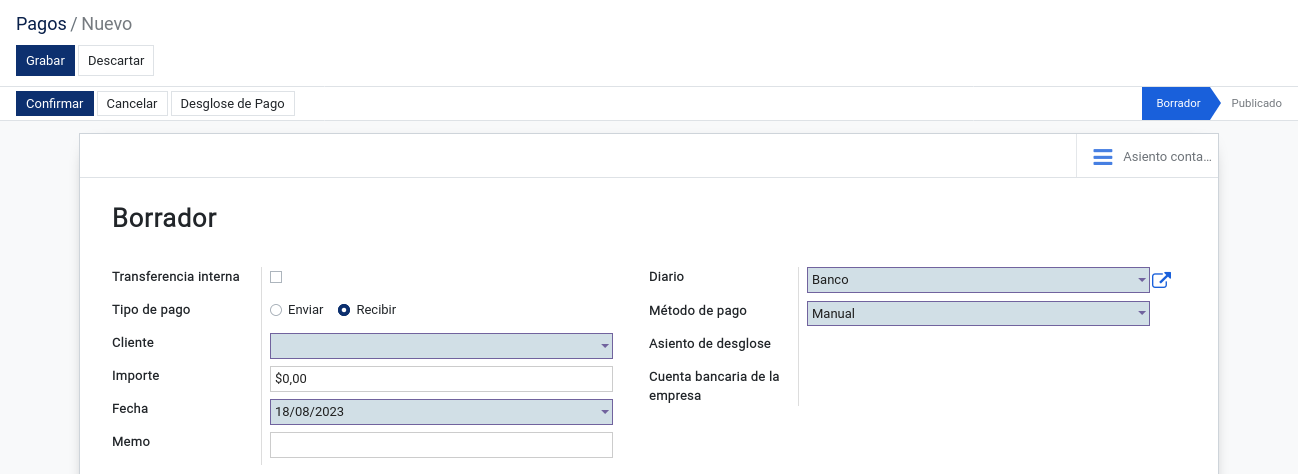 Pagos / Nuevo
Grabar Descartar
Confirmar Cancelar Desglose de Pago Borrador Publicado
Asiento conta...
Borrador
Transferencia interna
Tipo de pago Enviar Recibir
Cliente
Importe $0,00
Fecha 18/08/2023
Memo
Diario Banco
Método de pago Manual
Asiento de desglose
Cuenta bancaria de la
empresa